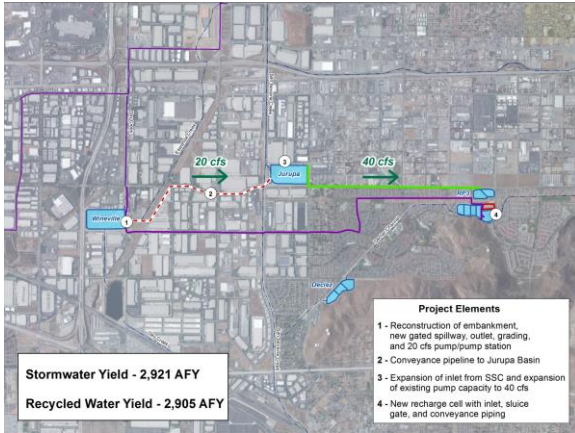 20 cfs
40 cfs
3
Jurupa
2
RP3
Wineville
1
4
Declez
Project Elements
1 - Reconstruction of embankment,
new gated spillway, outlet, grading,
and 20 cfs pump/pump station
2 - Conveyance pipeline to Jurupa Basin
3 - Expansion of inlet from SSC and expansion
of existing pump capacity to 40 cfs
4 - New recharge cell with inlet, sluice
gate, and conveyance piping
Stormwater Yield - 2,921 AFY
Recycled Water Yield - 2,905 AFY